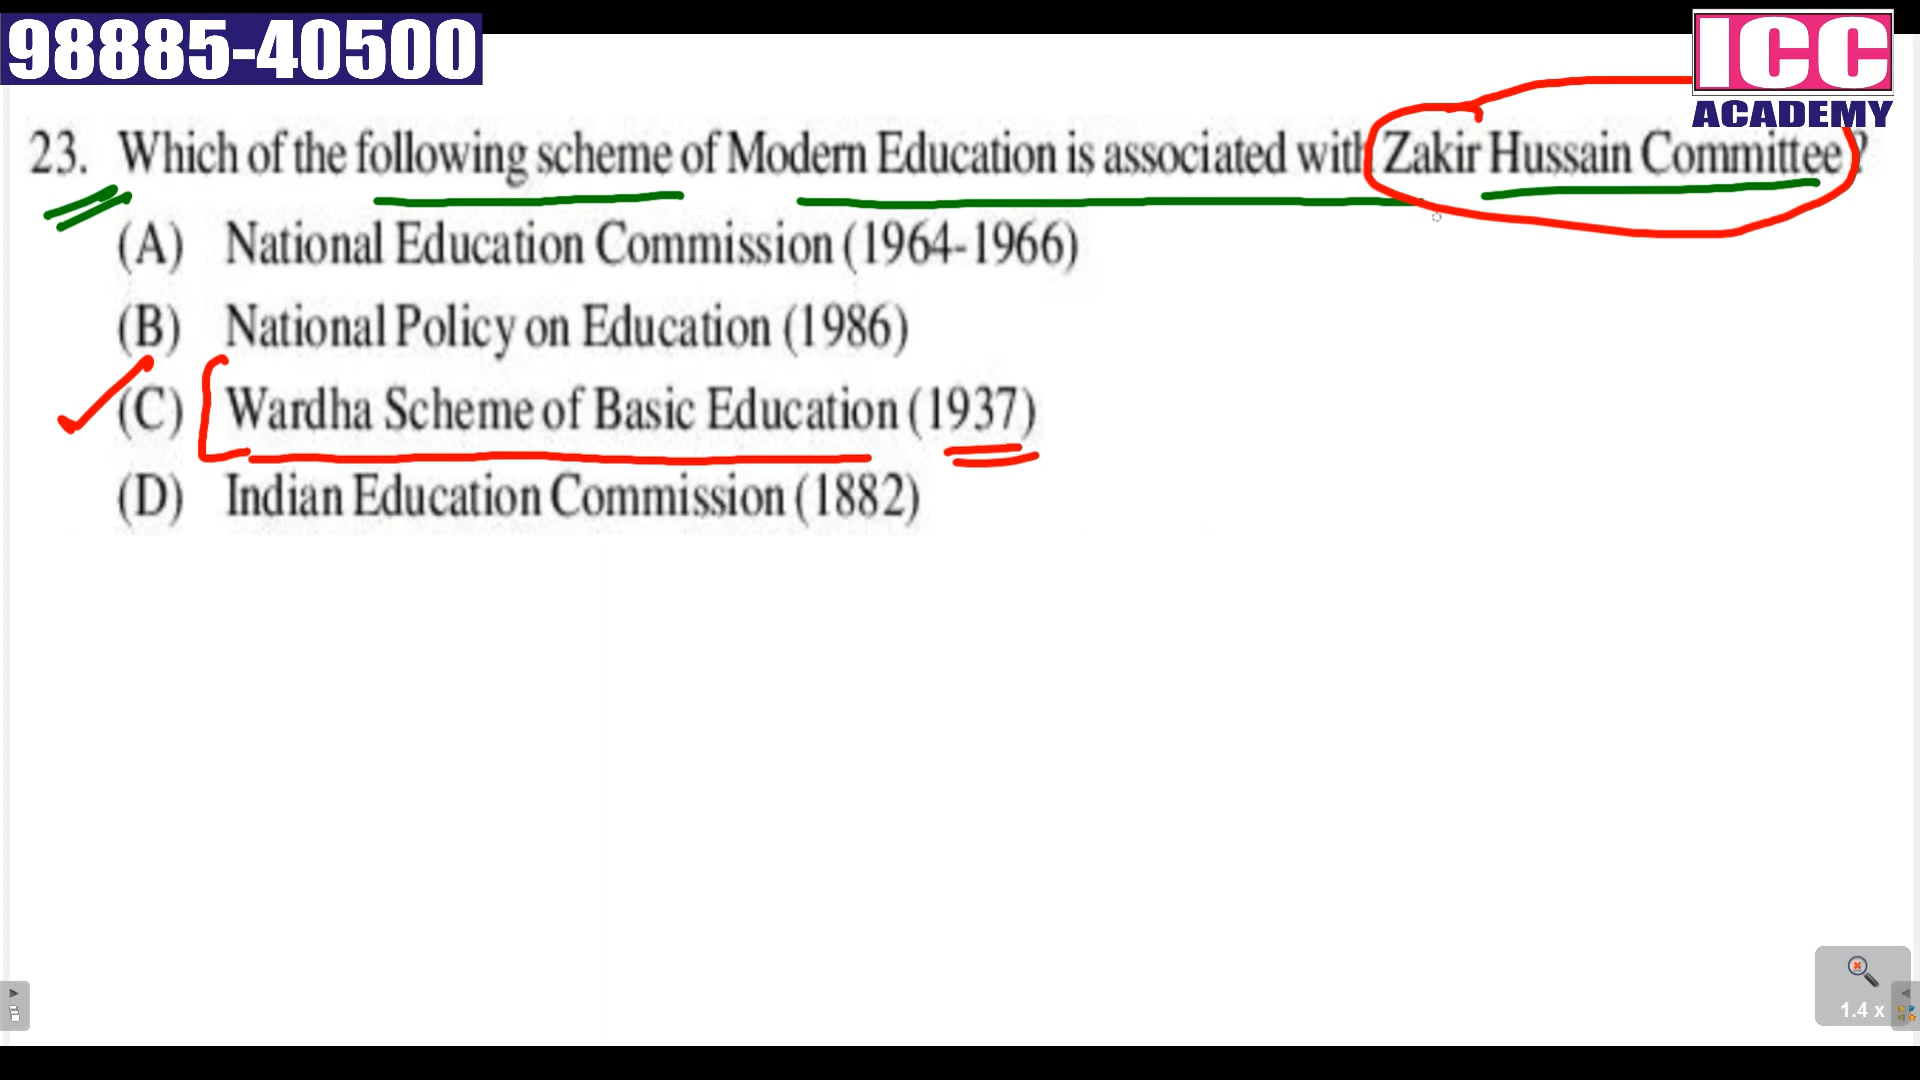 98885-40500
ICC
ACADEMY
23. Which of the following scheme of Modern Education is associated with Zakir Hussain Committee?
(A) National Education Commission (1964-1966)
(B) National Policy on Education (1986)
(C) Wardha Scheme of Basic Education (1937)
(D) Indian Education Commission (1882)
1.4 x